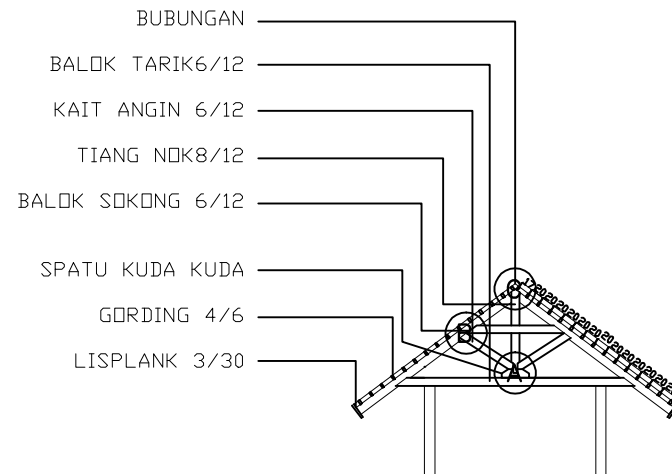 BUBUNGAN
BALOK TARIK6/12
KAIT ANGIN 6/12
TIANG NOK8/12
BALOK SOKONG 6/12
SPATU KUDA KUDA
GORDING 4/6
LISPLANK 3/30
A